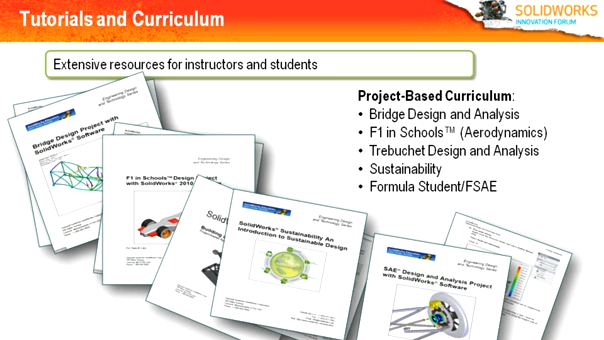 Tutorials and Curriculum
SOLIDWORKS
INNOVATION FORUM
Extensive resources for instructors and students
Project-Based Curriculum:
• Bridge Design and Analysis
• F1 in Schools™ (Aerodynamics)
• Trebuchet Design and Analysis
• Sustainability
• Formula Student/FSAE
Engineering Design
and Technology Series
Bridge Design Project with
SolidWorks® Software
Engineering Design
and Technology Series
F1 in Schools™ Design Project
with SolidWorks® 2010
SolidW
Building
Engineering Design
and Technology Series
SolidWorks® Sustainability An
Introduction to Sustainable Design
Engineering Design
and Technology Series
SAE™ Design and Analysis Project
with SolidWorks® Software